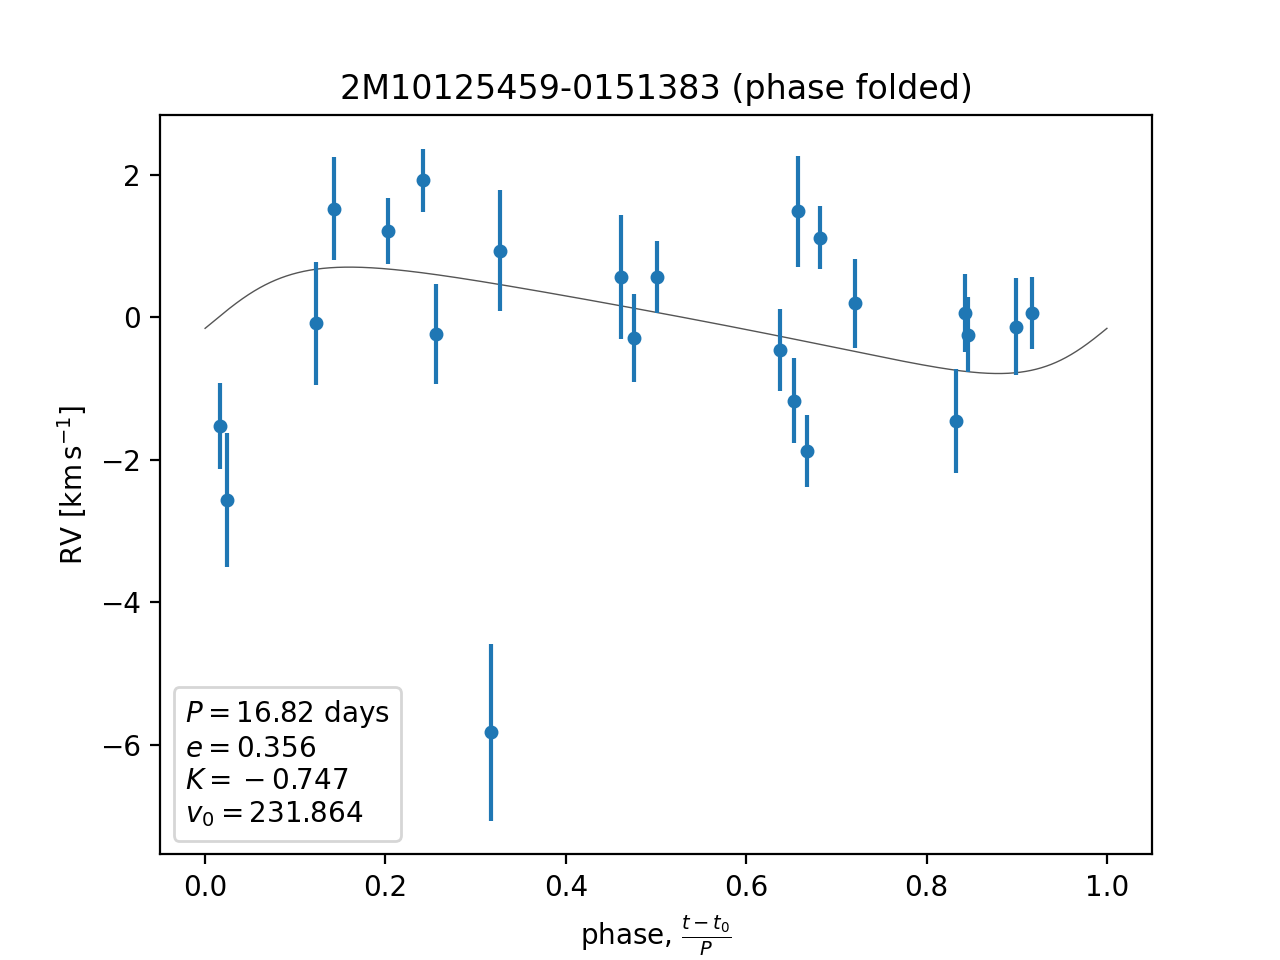 2M10125459-0151383 (phase folded)
RV [km s⁻¹]
2
0
−2
−4
−6
P = 16.82 days
e = 0.356
K = −0.747
v₀ = 231.864
0.0 0.2 0.4 0.6 0.8 1.0
phase, (t − t₀)/P